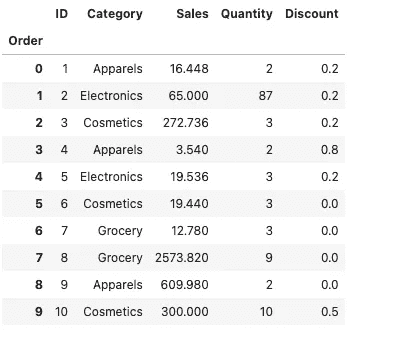 ID Category Sales Quantity Discount
Order
0 1 Apparels 16.448 2 0.2
1 2 Electronics 65.000 87 0.2
2 3 Cosmetics 272.736 3 0.2
3 4 Apparels 3.540 2 0.8
4 5 Electronics 19.536 3 0.2
5 6 Cosmetics 19.440 3 0.0
6 7 Grocery 12.780 3 0.0
7 8 Grocery 2573.820 9 0.0
8 9 Apparels 609.980 2 0.0
9 10 Cosmetics 300.000 10 0.5